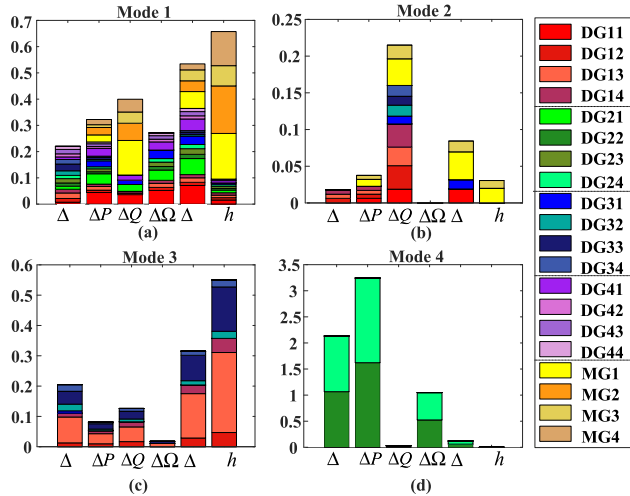 Mode 1
0.7
0.6
0.5
0.4
0.3
0.2
0.1
0
Δ ΔP ΔQ ΔΩ Δ h
(a)
Mode 2
0.25
0.2
0.15
0.1
0.05
0
Δ ΔP ΔQ ΔΩ Δ h
(b)
Mode 3
0.6
0.5
0.4
0.3
0.2
0.1
0
Δ ΔP ΔQ ΔΩ Δ h
(c)
Mode 4
3.5
3
2.5
2
1.5
1
0.5
0
Δ ΔP ΔQ ΔΩ Δ h
(d)
DG11
DG12
DG13
DG14
DG21
DG22
DG23
DG24
DG31
DG32
DG33
DG34
DG41
DG42
DG43
DG44
MG1
MG2
MG3
MG4